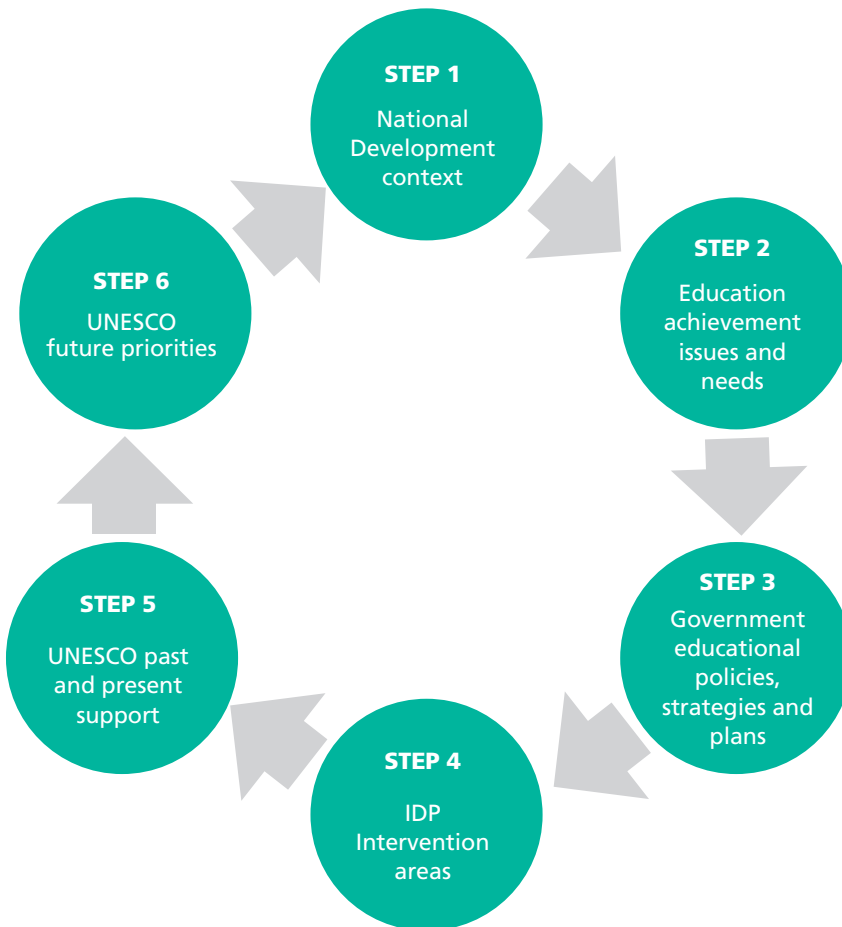 STEP 1
National
Development
context
STEP 2
Education
achievement
issues and
needs
STEP 3
Government
educational
policies,
strategies and
plans
STEP 4
IDP
Intervention
areas
STEP 5
UNESCO past
and present
support
STEP 6
UNESCO
future priorities